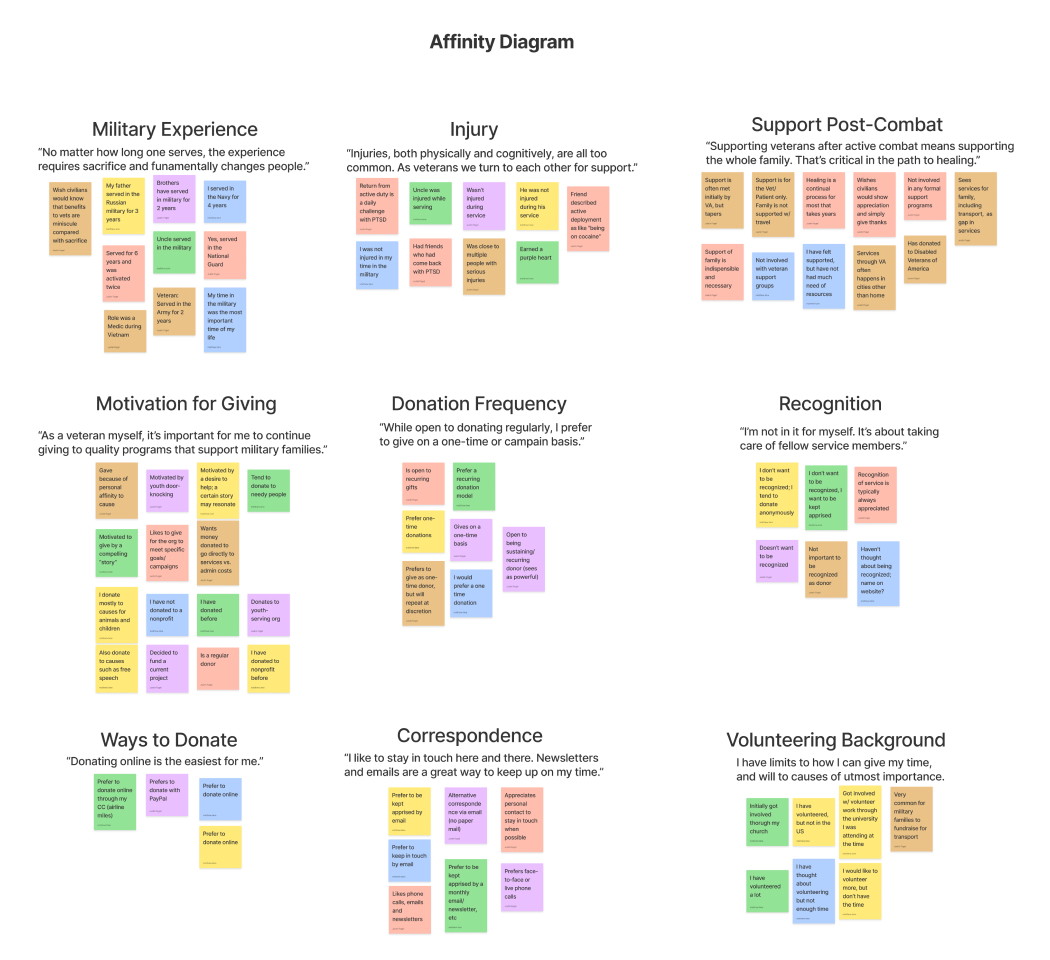 Affinity Diagram
Military Experience
“No matter how long one serves, the experience
requires sacrifice and funamentally changes people.”
Wish civilians
would know
that benefits
to vets are
miniscule
compared
with sacrifice
My father
served in the
Russian
military for 3
years
Brothers
have served
in military for
2 years
I served in
the Navy for
4 years
Served for 6
years and
was
activated
twice
Uncle served
in the military
Yes, served
in the
National
Guard
Role was a
Medic during
Vietnam
Veteran:
Served in the
Army for 2
years
My time in
the military
was the most
important
time of my
life
Injury
“Injuries, both physically and cognitively, are all too
common. As veterans we turn to each other for support.”
Return from
active duty is
a daily
challenge
with PTSD
Uncle was
injured while
serving
Wasn't
injured
during
service
He was not
injured
during his
service
Friend
described
active
deployment
as like "being
on cocaine"
I was not
injured in my
time in the
military
Had friends
who had
come back
with PTSD
Was close to
multiple
people with
serious
injuries
Earned a
purple heart
Support Post-Combat
“Supporting veterans after active combat means supporting
the whole family. That’s critical in the path to healing.”
Support is
often met
initially by
VA, but
tapers
Support is for
the Vet/
Patient only.
Family is not
supported w/
travel
Healing is a
continual
process for
most that
takes years
Wishes
civilians
would show
appreciation
and simply
give thanks
Not involved
in any formal
support
programs
Sees
services for
family,
including
transport, as
gap in
services
Support of
family is
indispensible
and
necessary
Not involved
with veteran
support
groups
I have felt
supported,
but have not
had much
need of
resources
Services
through VA
often
happens in
cities other
than home
Has donated
to Disabled
Veterans of
America
Motivation for Giving
“As a veteran myself, it’s important for me to continue
giving to quality programs that support military families.”
Gave
because of
personal
affinity to
cause
Motivated by
youth door-
knocking
Motivated by
a desire to
help; a
certain story
may resonate
Tend to
donate to
needy people
Motivated to
give by a
compelling
"story"
Likes to give
for the org to
meet specific
goals/
campaigns
Wants
money
donated to
go directly to
services vs.
admin costs
I donate
mostly to
causes for
animals and
children
I have not
donated to a
nonprofit
I have
donated
before
Donates to
youth-
serving org
Also donate
to causes
such as free
speech
Decided to
fund a
current
project
Is a regular
donor
I have
donated to
nonprofit
before
Donation Frequency
“While open to donating regularly, I prefer
to give on a one-time or campain basis.”
Is open to
recurring
gifts
Prefer a
recurring
donation
model
Prefer one-
time
donations
Gives on a
one-time
basis
Open to
being
sustaining/
recurring
donor (sees
as powerful)
Prefers to
give as one-
time donor,
but will
repeat at
discretion
I would
prefer a one
time
donation
Recognition
“I’m not in it for myself. It’s about taking
care of fellow service members.”
I don't want
to be
recognized; I
tend to
donate
anonymously
I don't want
to be
recognized, I
want to be
kept
apprised
Recognition
of service is
typically
always
appreciated
Doesn't want
to be
recognized
Not
important to
be
recognized
as donor
Haven't
thought
about being
recognized;
name on
website?
Ways to Donate
“Donating online is the easiest for me.”
Prefer to
donate online
through my
CC (airline
miles)
Prefers to
donate with
PayPal
Prefer to
donate online
Prefer to
donate online
Correspondence
“I like to stay in touch here and there. Newsletters
and emails are a great way to keep up on my time.”
Prefer to be
kept
apprised by
email
Alternative
corresponde
nce via email
(no paper
mail)
Appreciates
personal
contact to
stay in touch
when
possible
Prefer to
keep in touch
by email
Prefer to be
kept
apprised by a
monthly
email/
newsletter,
etc
Prefers face-
to-face or
live phone
calls
Likes phone
calls, emails
and
newsletters
Volunteering Background
I have limits to how I can give my time,
and will to causes of utmost importance.
Initially got
involved
thorugh my
church
I have
volunteered,
but not in the
US
Got involved
w/ volunteer
work through
the university
I was
attending at
the time
Very
common for
military
families to
fundraise for
transport
I have
volunteered
a lot
I have
thought
about
volunteering
but not
enough time
I would like to
volunteer
more, but
don't have
the time